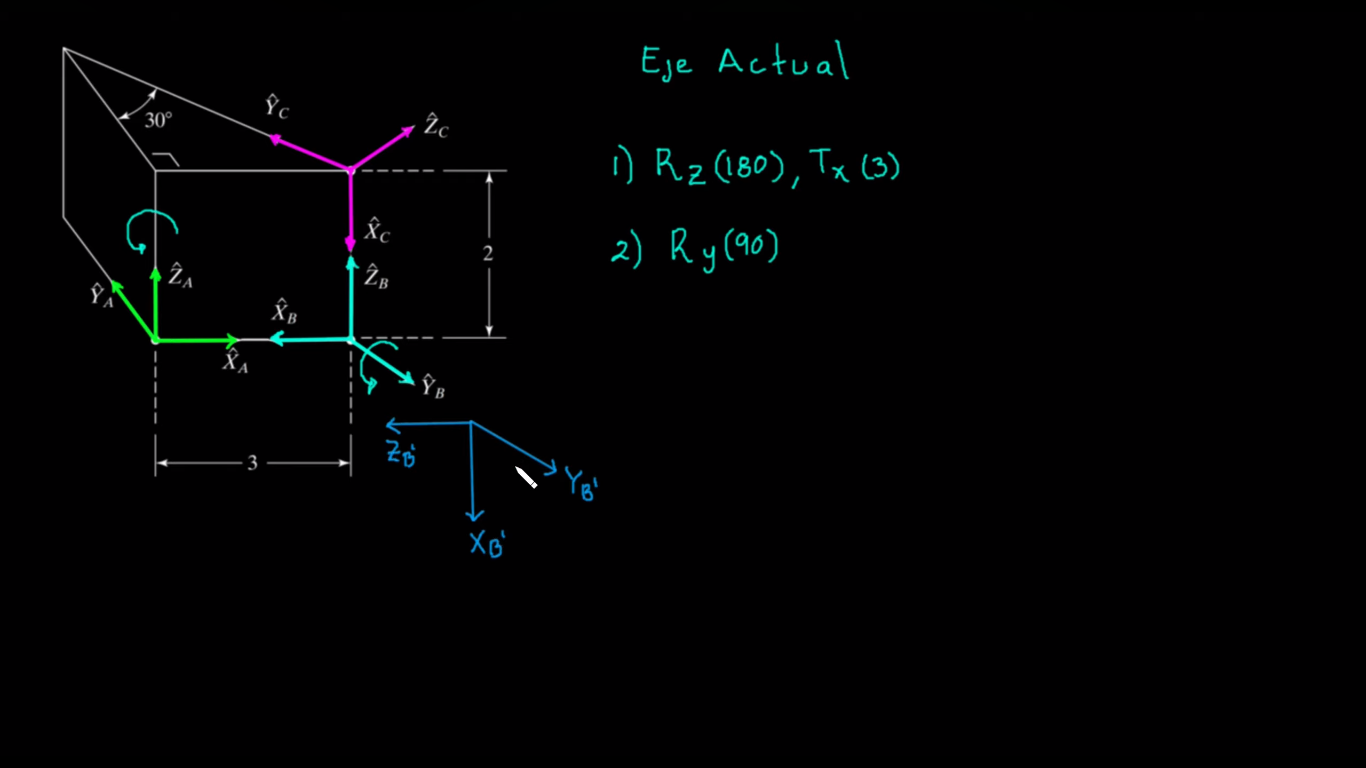 Eje Actual
1) Rz(180), Tx(3)
2) Ry(90)
30°
ŶC
ẐC
X̂C
2
ẐA
ẐB
ŶA
X̂B
X̂A
ŶB
3
ZB'
YB'
XB'